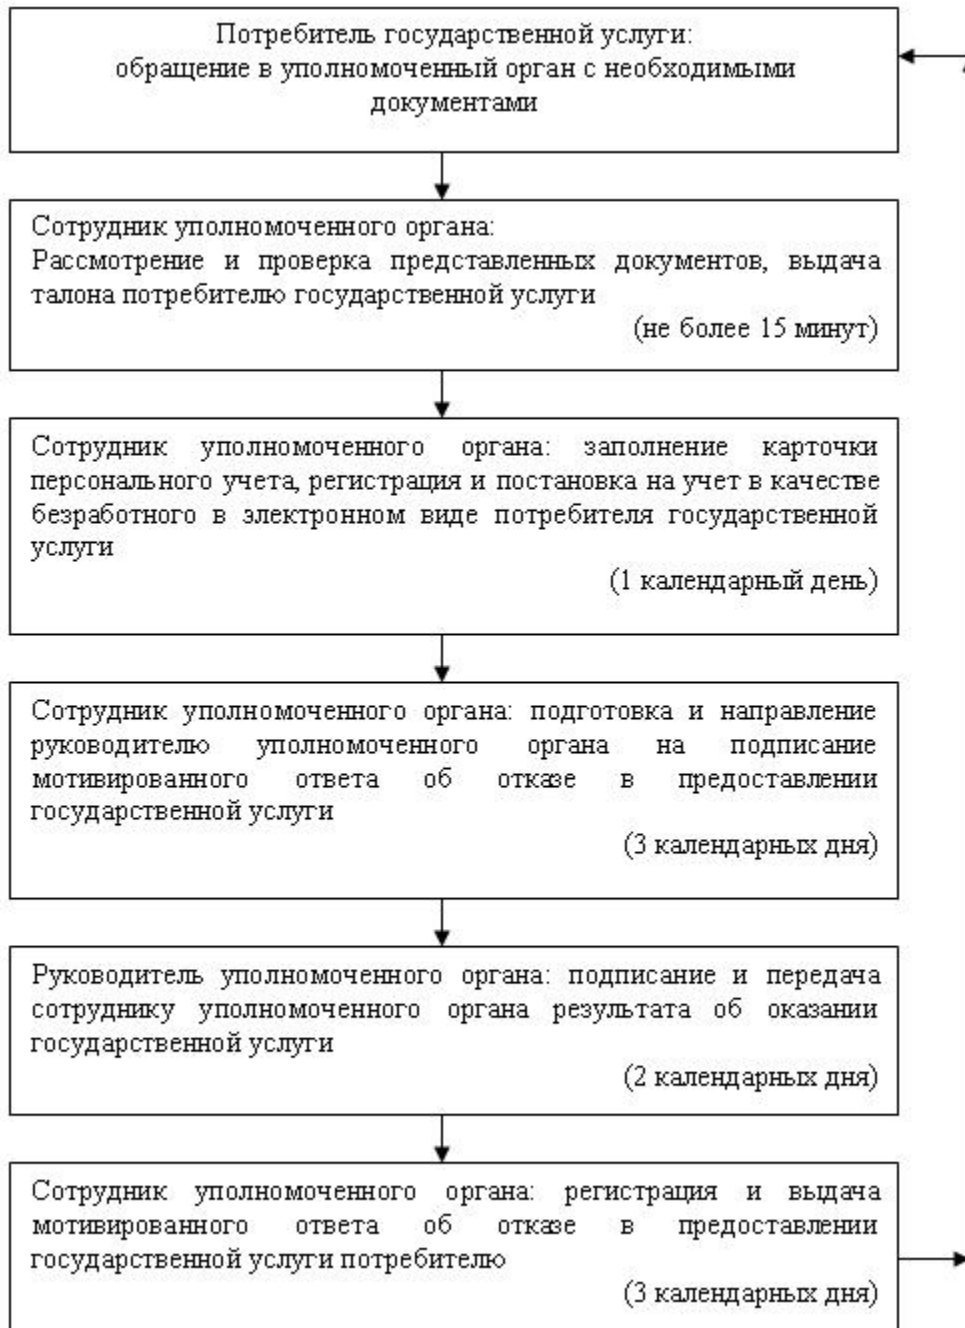 Потребитель государственной услуги:
обращение в уполномоченный орган с необходимыми
документами
Сотрудник уполномоченного органа:
Рассмотрение и проверка представленных документов, выдача
талона потребителю государственной услуги
(не более 15 минут)
Сотрудник уполномоченного органа: заполнение карточки
персонального учета, регистрация и постановка на учет в качестве
безработного в электронном виде потребителя государственной
услуги
(1 календарный день)
Сотрудник уполномоченного органа: подготовка и направление
руководителю уполномоченного органа на подписание
мотивированного ответа об отказе в предоставлении
государственной услуги
(3 календарных дня)
Руководитель уполномоченного органа: подписание и передача
сотруднику уполномоченного органа результата об оказании
государственной услуги
(2 календарных дня)
Сотрудник уполномоченного органа: регистрация и выдача
мотивированного ответа об отказе в предоставлении
государственной услуги потребителю
(3 календарных дня)